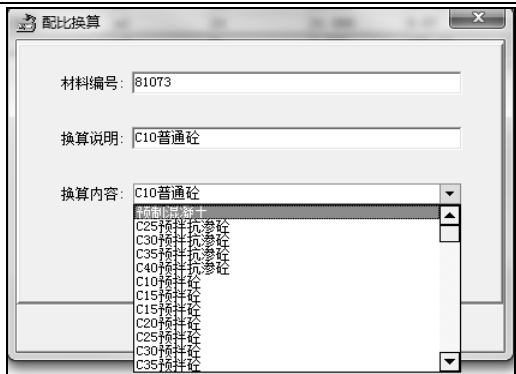 配比换算
材料编号: 81073
换算说明: C10普通砼
换算内容: C10普通砼
预制混凝土
C25预拌抗渗砼
C30预拌抗渗砼
C35预拌抗渗砼
C40预拌抗渗砼
C10预拌砼
C15预拌砼
C15预拌砼
C20预拌砼
C25预拌砼
C30预拌砼
C35预拌砼